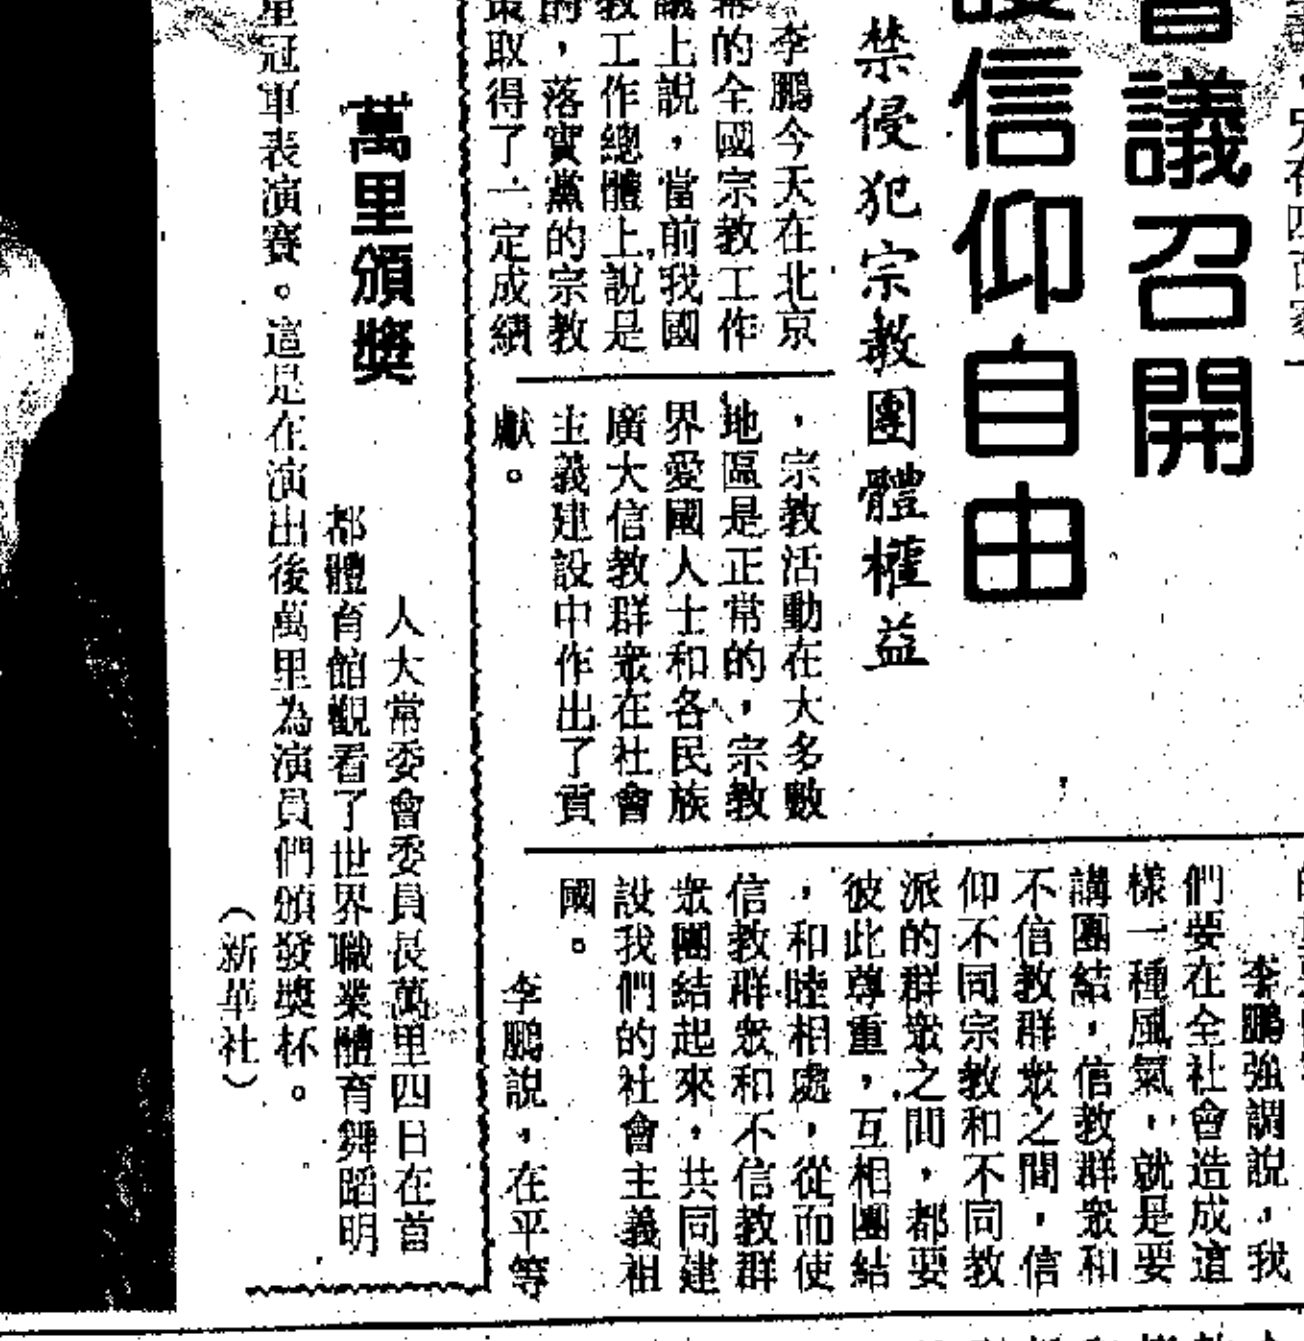 議召開
信仰自由
禁侵犯宗教團體權益
李鵬今天在北京
幕的全國宗教工作
議上說，當前我國
教工作總體上說是
的，落實黨的宗教
策取得了一定成績
，宗教活動在大多數
地區是正常的，宗教
界愛國人士和各民族
廣大信教群眾在社會
主義建設中作出了貢
獻。
李鵬強調說，我
們要在全社會造成這
樣一種風氣，就是要
講團結，信教群眾和
不信教群眾之間，信
仰不同宗教和不同教
派的群眾之間，都要
彼此尊重，互相團結
，和睦相處，從而使
信教群眾和不信教群
眾團結起來，共同建
設我們的社會主義祖
國。
李鵬說，在平等
萬里頒獎
人大常委會委員長萬里四日在首
都體育館觀看了世界職業體育舞蹈明
星冠軍表演賽。這是在演出後萬里為演員們頒發獎杯。
（新華社）